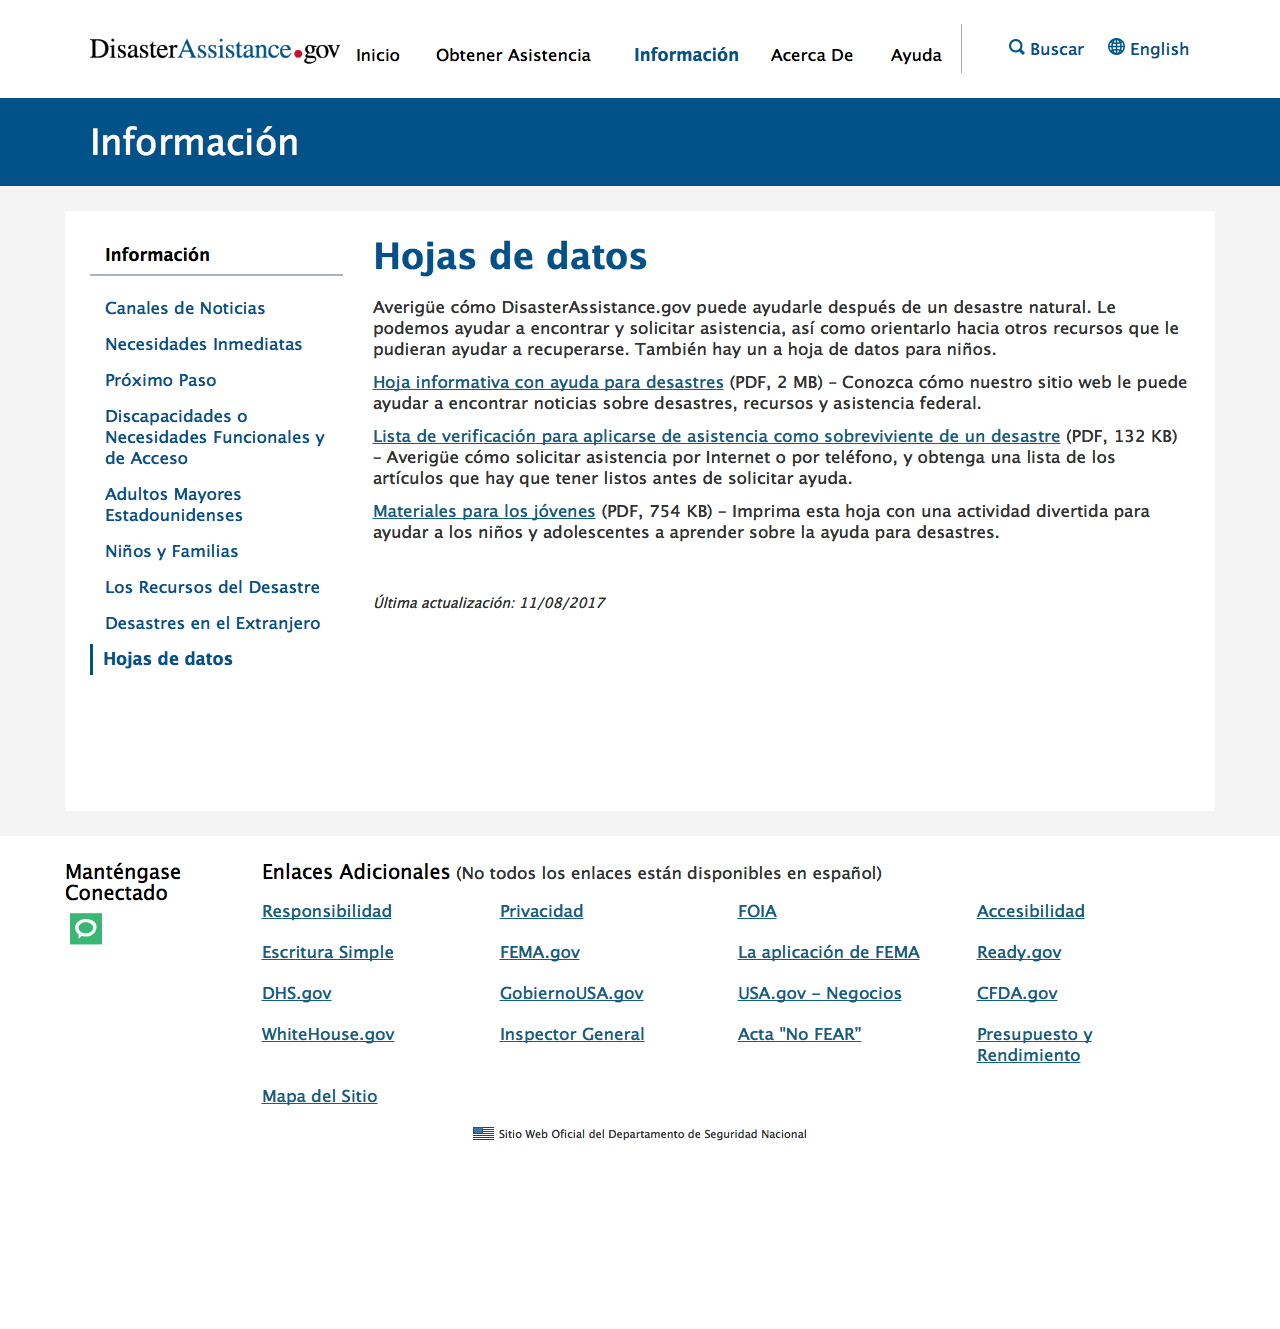 DisasterAssistance.gov
Inicio
Obtener Asistencia
Información
Acerca De
Ayuda
Buscar
English
Información
Información
Canales de Noticias
Necesidades Inmediatas
Próximo Paso
Discapacidades o
Necesidades Funcionales y
de Acceso
Adultos Mayores
Estadounidenses
Niños y Familias
Los Recursos del Desastre
Desastres en el Extranjero
Hojas de datos
Hojas de datos
Averigüe cómo DisasterAssistance.gov puede ayudarle después de un desastre natural. Le
podemos ayudar a encontrar y solicitar asistencia, así como orientarlo hacia otros recursos que le
pudieran ayudar a recuperarse. También hay un a hoja de datos para niños.
Hoja informativa con ayuda para desastres (PDF, 2 MB) – Conozca cómo nuestro sitio web le puede
ayudar a encontrar noticias sobre desastres, recursos y asistencia federal.
Lista de verificación para aplicarse de asistencia como sobreviviente de un desastre (PDF, 132 KB)
– Averigüe cómo solicitar asistencia por Internet o por teléfono, y obtenga una lista de los
artículos que hay que tener listos antes de solicitar ayuda.
Materiales para los jóvenes (PDF, 754 KB) – Imprima esta hoja con una actividad divertida para
ayudar a los niños y adolescentes a aprender sobre la ayuda para desastres.
Última actualización: 11/08/2017
Manténgase
Conectado
Enlaces Adicionales (No todos los enlaces están disponibles en español)
Responsibilidad
Privacidad
FOIA
Accesibilidad
Escritura Simple
FEMA.gov
La aplicación de FEMA
Ready.gov
DHS.gov
GobiernoUSA.gov
USA.gov – Negocios
CFDA.gov
WhiteHouse.gov
Inspector General
Acta "No FEAR”
Presupuesto y
Rendimiento
Mapa del Sitio
Sitio Web Oficial del Departamento de Seguridad Nacional